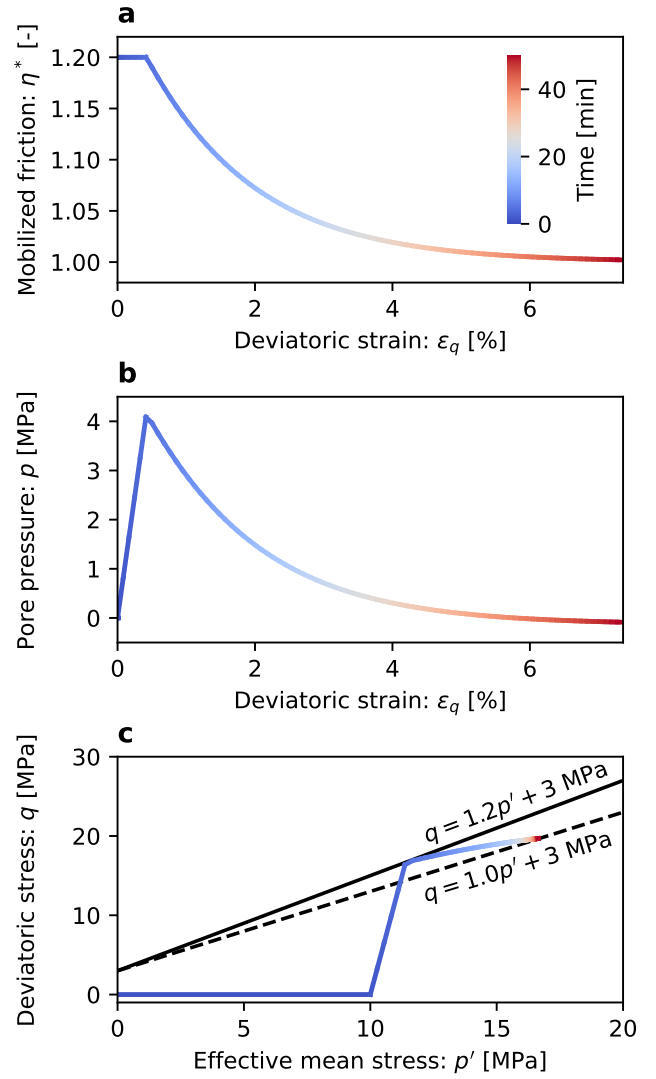 a
Mobilized friction: η* [-]
1.20
1.15
1.10
1.05
1.00
0
2
4
6
Deviatoric strain: εq [%]
40
20
0
Time [min]
b
Pore pressure: p [MPa]
4
3
2
1
0
0
2
4
6
Deviatoric strain: εq [%]
c
Deviatoric stress: q [MPa]
30
20
10
0
q = 1.2p′ + 3 MPa
q = 1.0p′ + 3 MPa
0
5
10
15
20
Effective mean stress: p′ [MPa]